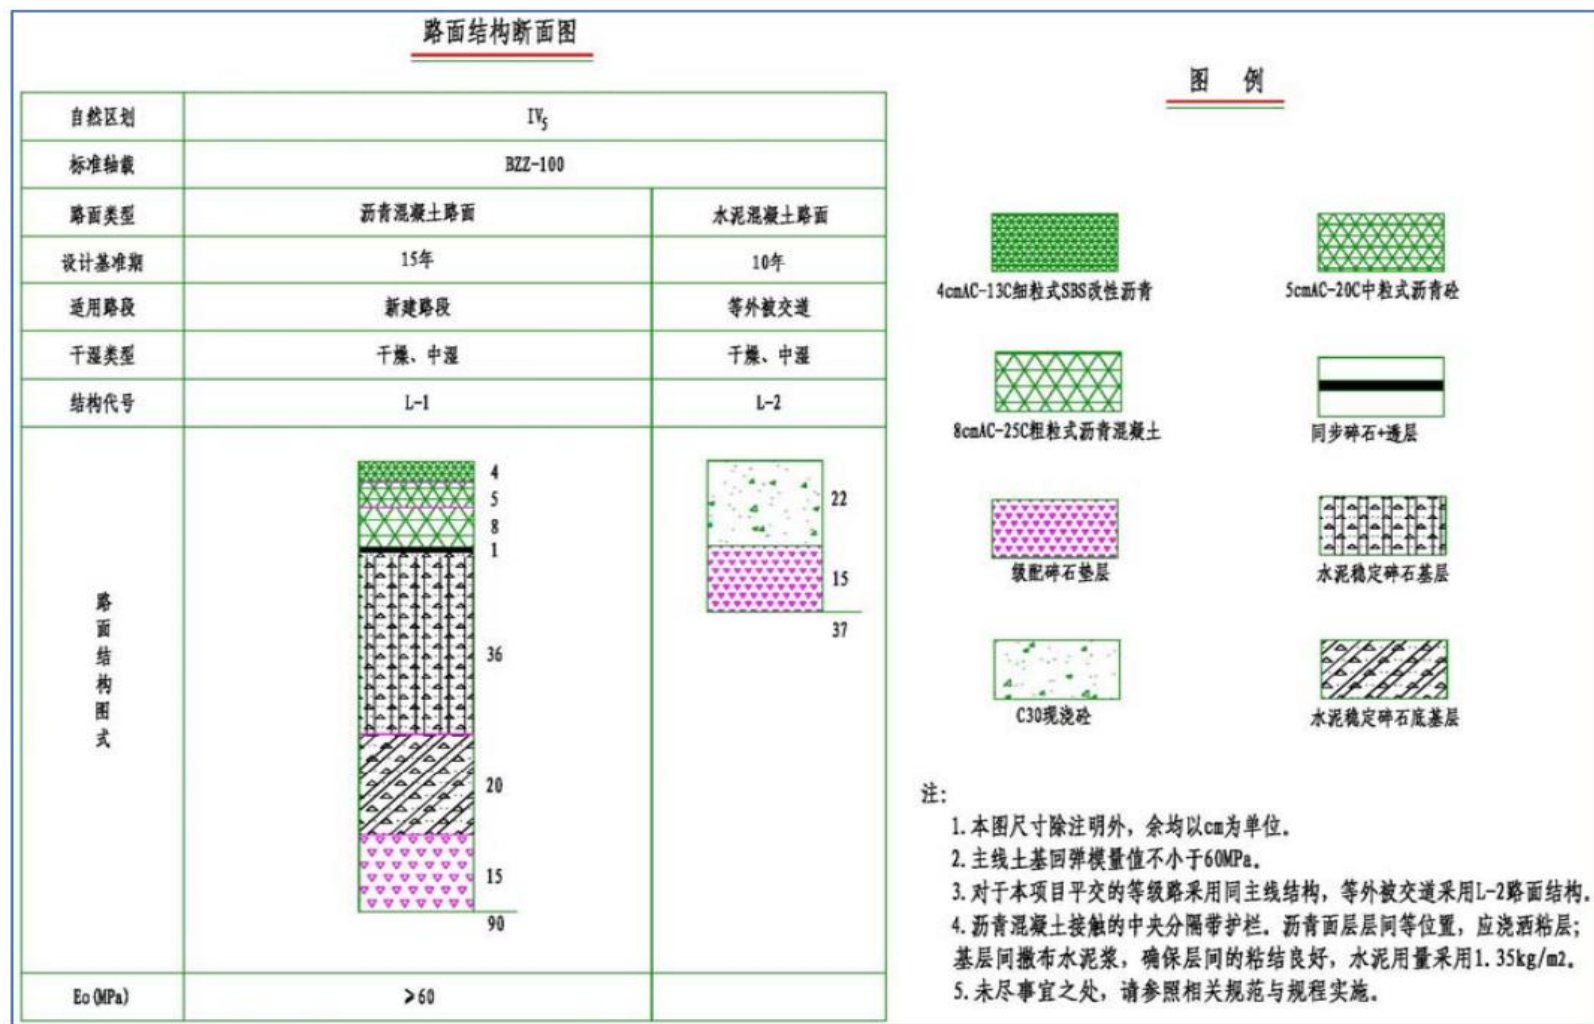 路面结构断面图
自然区划 IV5
标准轴载 BZZ-100
路面类型 沥青混凝土路面 水泥混凝土路面
设计基准期 15年 10年
适用路段 新建路段 等外被交道
干湿类型 干燥、中湿 干燥、中湿
结构代号 L-1 L-2
路面结构图式
4
5
8
1
36
20
15
90
22
15
37
Eo(MPa) ≥60
图 例
4cmAC-13C细粒式SBS改性沥青 5cmAC-20C中粒式沥青砼
8cmAC-25C粗粒式沥青混凝土 同步碎石+透层
级配碎石垫层 水泥稳定碎石基层
C30现浇砼 水泥稳定碎石底基层
注:
1.本图尺寸除注明外，余均以cm为单位。
2.主线土基回弹模量值不小于60MPa。
3.对于本项目平交的等级路采用同主线结构，等外被交道采用L-2路面结构。
4.沥青混凝土接触的中央分隔带护栏。沥青面层层间等位置，应浇洒粘层；
基层间撒布水泥浆，确保层间的粘结良好，水泥用量采用1.35kg/m2。
5.未尽事宜之处，请参照相关规范与规程实施。